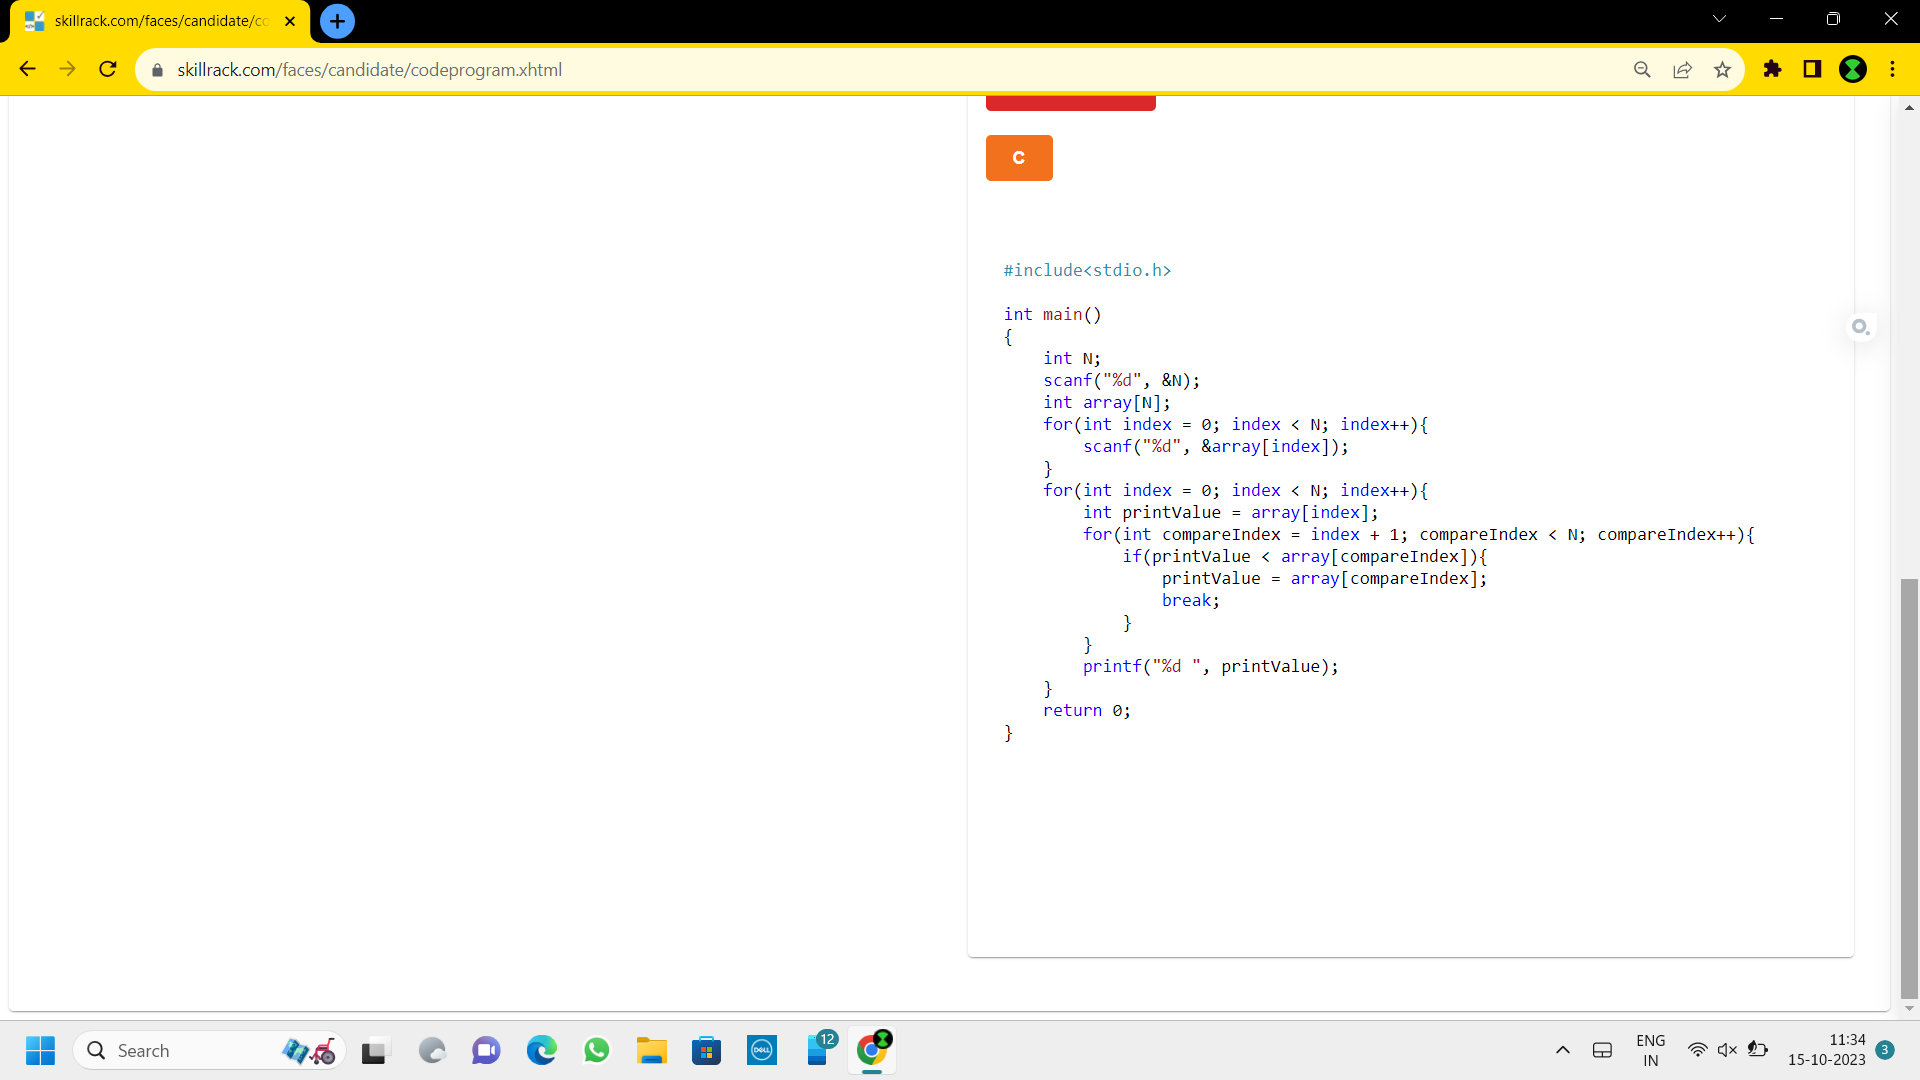 skillrack.com/faces/candidate/co
skillrack.com/faces/candidate/codeprogram.xhtml
C
#include<stdio.h>
int main()
{
    int N;
    scanf("%d", &N);
    int array[N];
    for(int index = 0; index < N; index++){
        scanf("%d", &array[index]);
    }
    for(int index = 0; index < N; index++){
        int printValue = array[index];
        for(int compareIndex = index + 1; compareIndex < N; compareIndex++){
            if(printValue < array[compareIndex]){
                printValue = array[compareIndex];
                break;
            }
        }
        printf("%d ", printValue);
    }
    return 0;
}
Search
DELL
12
ENG
IN
11:34
15-10-2023
3